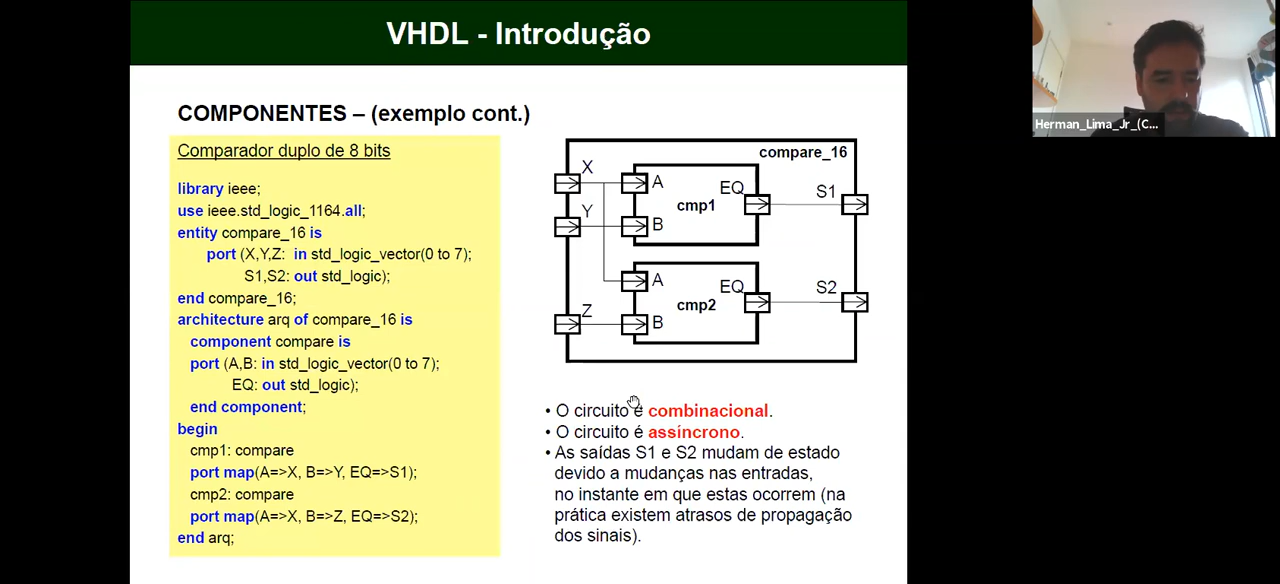 VHDL - Introdução
COMPONENTES – (exemplo cont.)
Comparador duplo de 8 bits
library ieee;
use ieee.std_logic_1164.all;
entity compare_16 is
port (X,Y,Z: in std_logic_vector(0 to 7);
S1,S2: out std_logic);
end compare_16;
architecture arq of compare_16 is
component compare is
port (A,B: in std_logic_vector(0 to 7);
EQ: out std_logic);
end component;
begin
cmp1: compare
port map(A=>X, B=>Y, EQ=>S1);
cmp2: compare
port map(A=>X, B=>Z, EQ=>S2);
end arq;
compare_16
X
A
EQ
S1
cmp1
Y
B
A
EQ
S2
cmp2
Z
B
• O circuito é combinacional.
• O circuito é assíncrono.
• As saídas S1 e S2 mudam de estado
devido a mudanças nas entradas,
no instante em que estas ocorrem (na
prática existem atrasos de propagação
dos sinais).
Herman_Lima_Jr_(C...